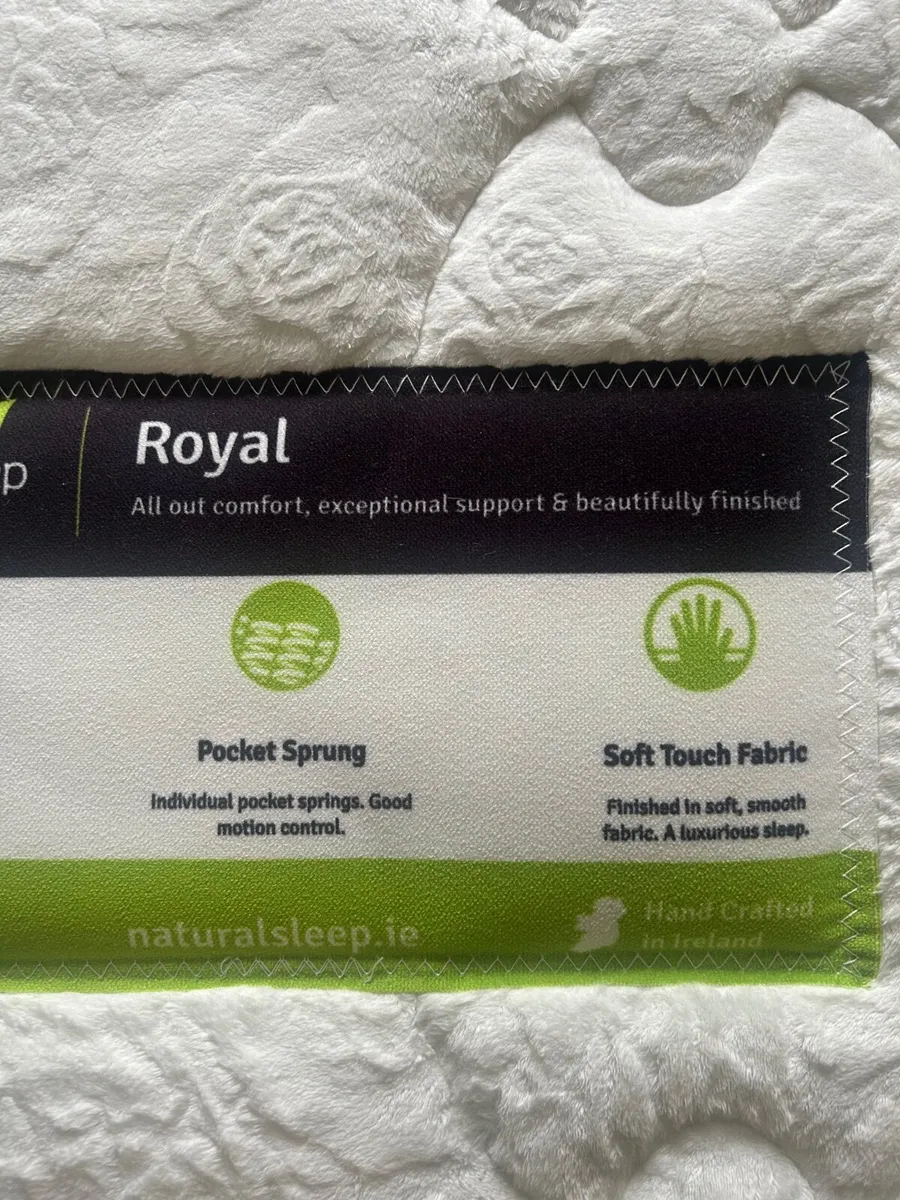 Royal
All out comfort, exceptional support & beautifully finished
Pocket Sprung
Individual pocket springs. Good
motion control.
Soft Touch Fabric
Finished in soft, smooth
fabric. A luxurious sleep.
naturalsleep.ie
Hand Crafted
in Ireland